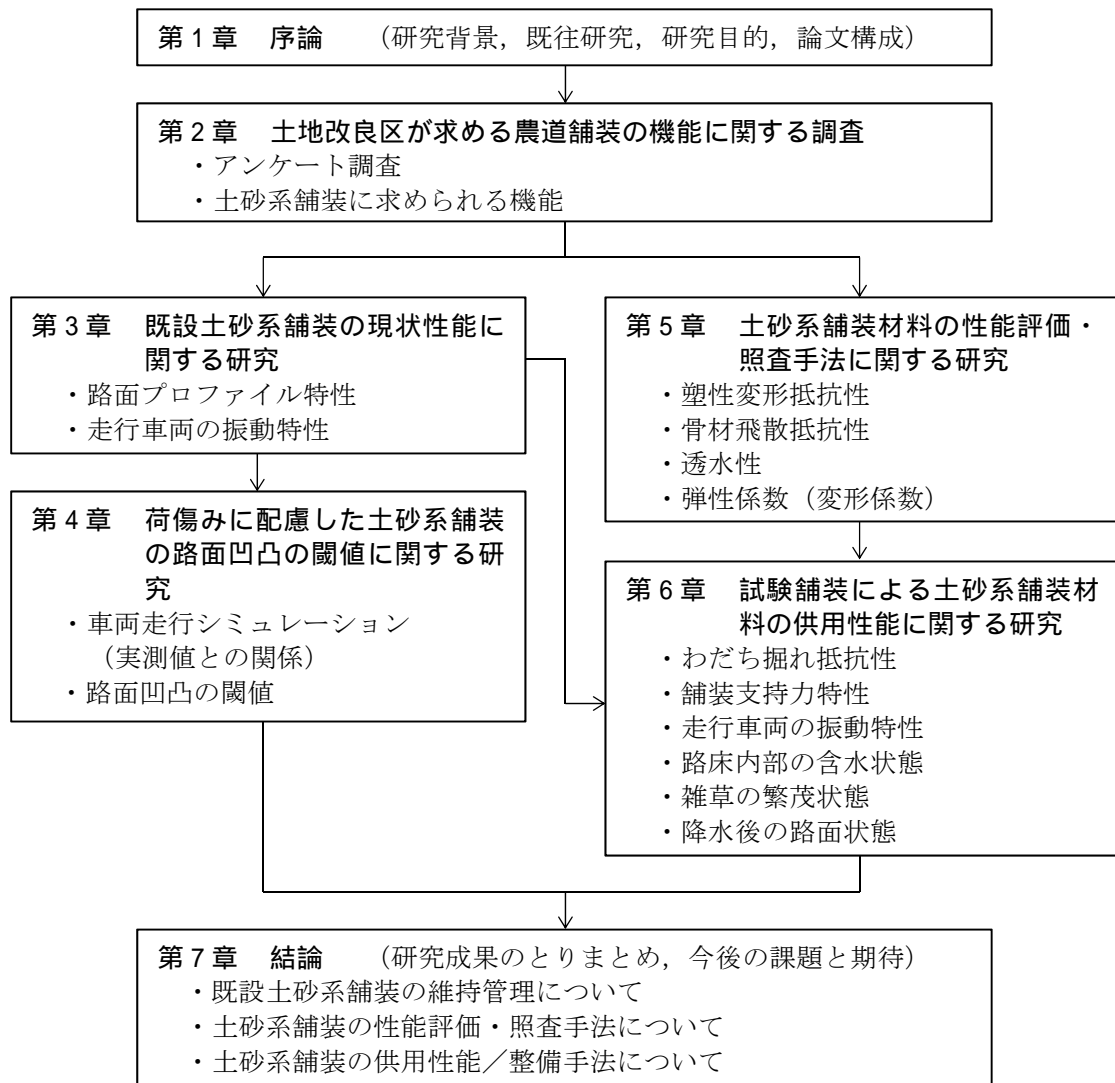 第1章 序論 （研究背景，既往研究，研究目的，論文構成）
第2章 土地改良区が求める農道舗装の機能に関する調査
・アンケート調査
・土砂系舗装に求められる機能
第3章 既設土砂系舗装の現状性能に
関する研究
・路面プロファイル特性
・走行車両の振動特性
第4章 荷傷みに配慮した土砂系舗装
の路面凹凸の閾値に関する研
究
・車両走行シミュレーション
（実測値との関係）
・路面凹凸の閾値
第5章 土砂系舗装材料の性能評価・
照査手法に関する研究
・塑性変形抵抗性
・骨材飛散抵抗性
・透水性
・弾性係数（変形係数）
第6章 試験舗装による土砂系舗装材
料の供用性能に関する研究
・わだち掘れ抵抗性
・舗装支持力特性
・走行車両の振動特性
・路床内部の含水状態
・雑草の繁茂状態
・降水後の路面状態
第7章 結論 （研究成果のとりまとめ，今後の課題と期待）
・既設土砂系舗装の維持管理について
・土砂系舗装の性能評価・照査手法について
・土砂系舗装の供用性能／整備手法について